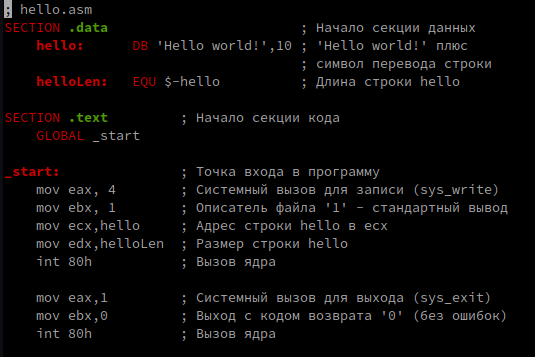 ; hello.asm
SECTION .data ; Начало секции данных
hello: DB 'Hello world!',10 ; 'Hello world!' плюс
; символ перевода строки
helloLen: EQU $-hello ; Длина строки hello
SECTION .text ; Начало секции кода
GLOBAL _start
_start: ; Точка входа в программу
mov eax, 4 ; Системный вызов для записи (sys_write)
mov ebx, 1 ; Описатель файла '1' - стандартный вывод
mov ecx,hello ; Адрес строки hello в ecx
mov edx,helloLen ; Размер строки hello
int 80h ; Вызов ядра
mov eax,1 ; Системный вызов для выхода (sys_exit)
mov ebx,0 ; Выход с кодом возврата '0' (без ошибок)
int 80h ; Вызов ядра